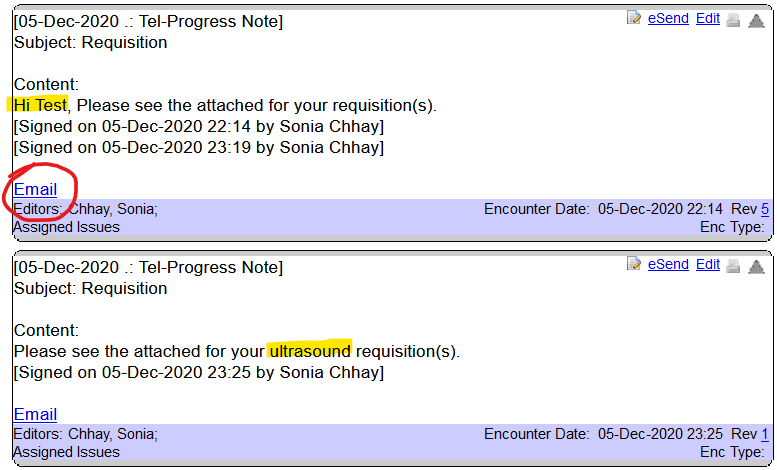 [05-Dec-2020 .: Tel-Progress Note] eSend Edit
Subject: Requisition
Content:
Hi Test, Please see the attached for your requisition(s).
[Signed on 05-Dec-2020 22:14 by Sonia Chhay]
[Signed on 05-Dec-2020 23:19 by Sonia Chhay]
Email
Editors: Chhay, Sonia; Encounter Date: 05-Dec-2020 22:14 Rev 5
Assigned Issues Enc Type:
[05-Dec-2020 .: Tel-Progress Note] eSend Edit
Subject: Requisition
Content:
Please see the attached for your ultrasound requisition(s).
[Signed on 05-Dec-2020 23:25 by Sonia Chhay]
Email
Editors: Chhay, Sonia; Encounter Date: 05-Dec-2020 23:25 Rev 1
Assigned Issues Enc Type: